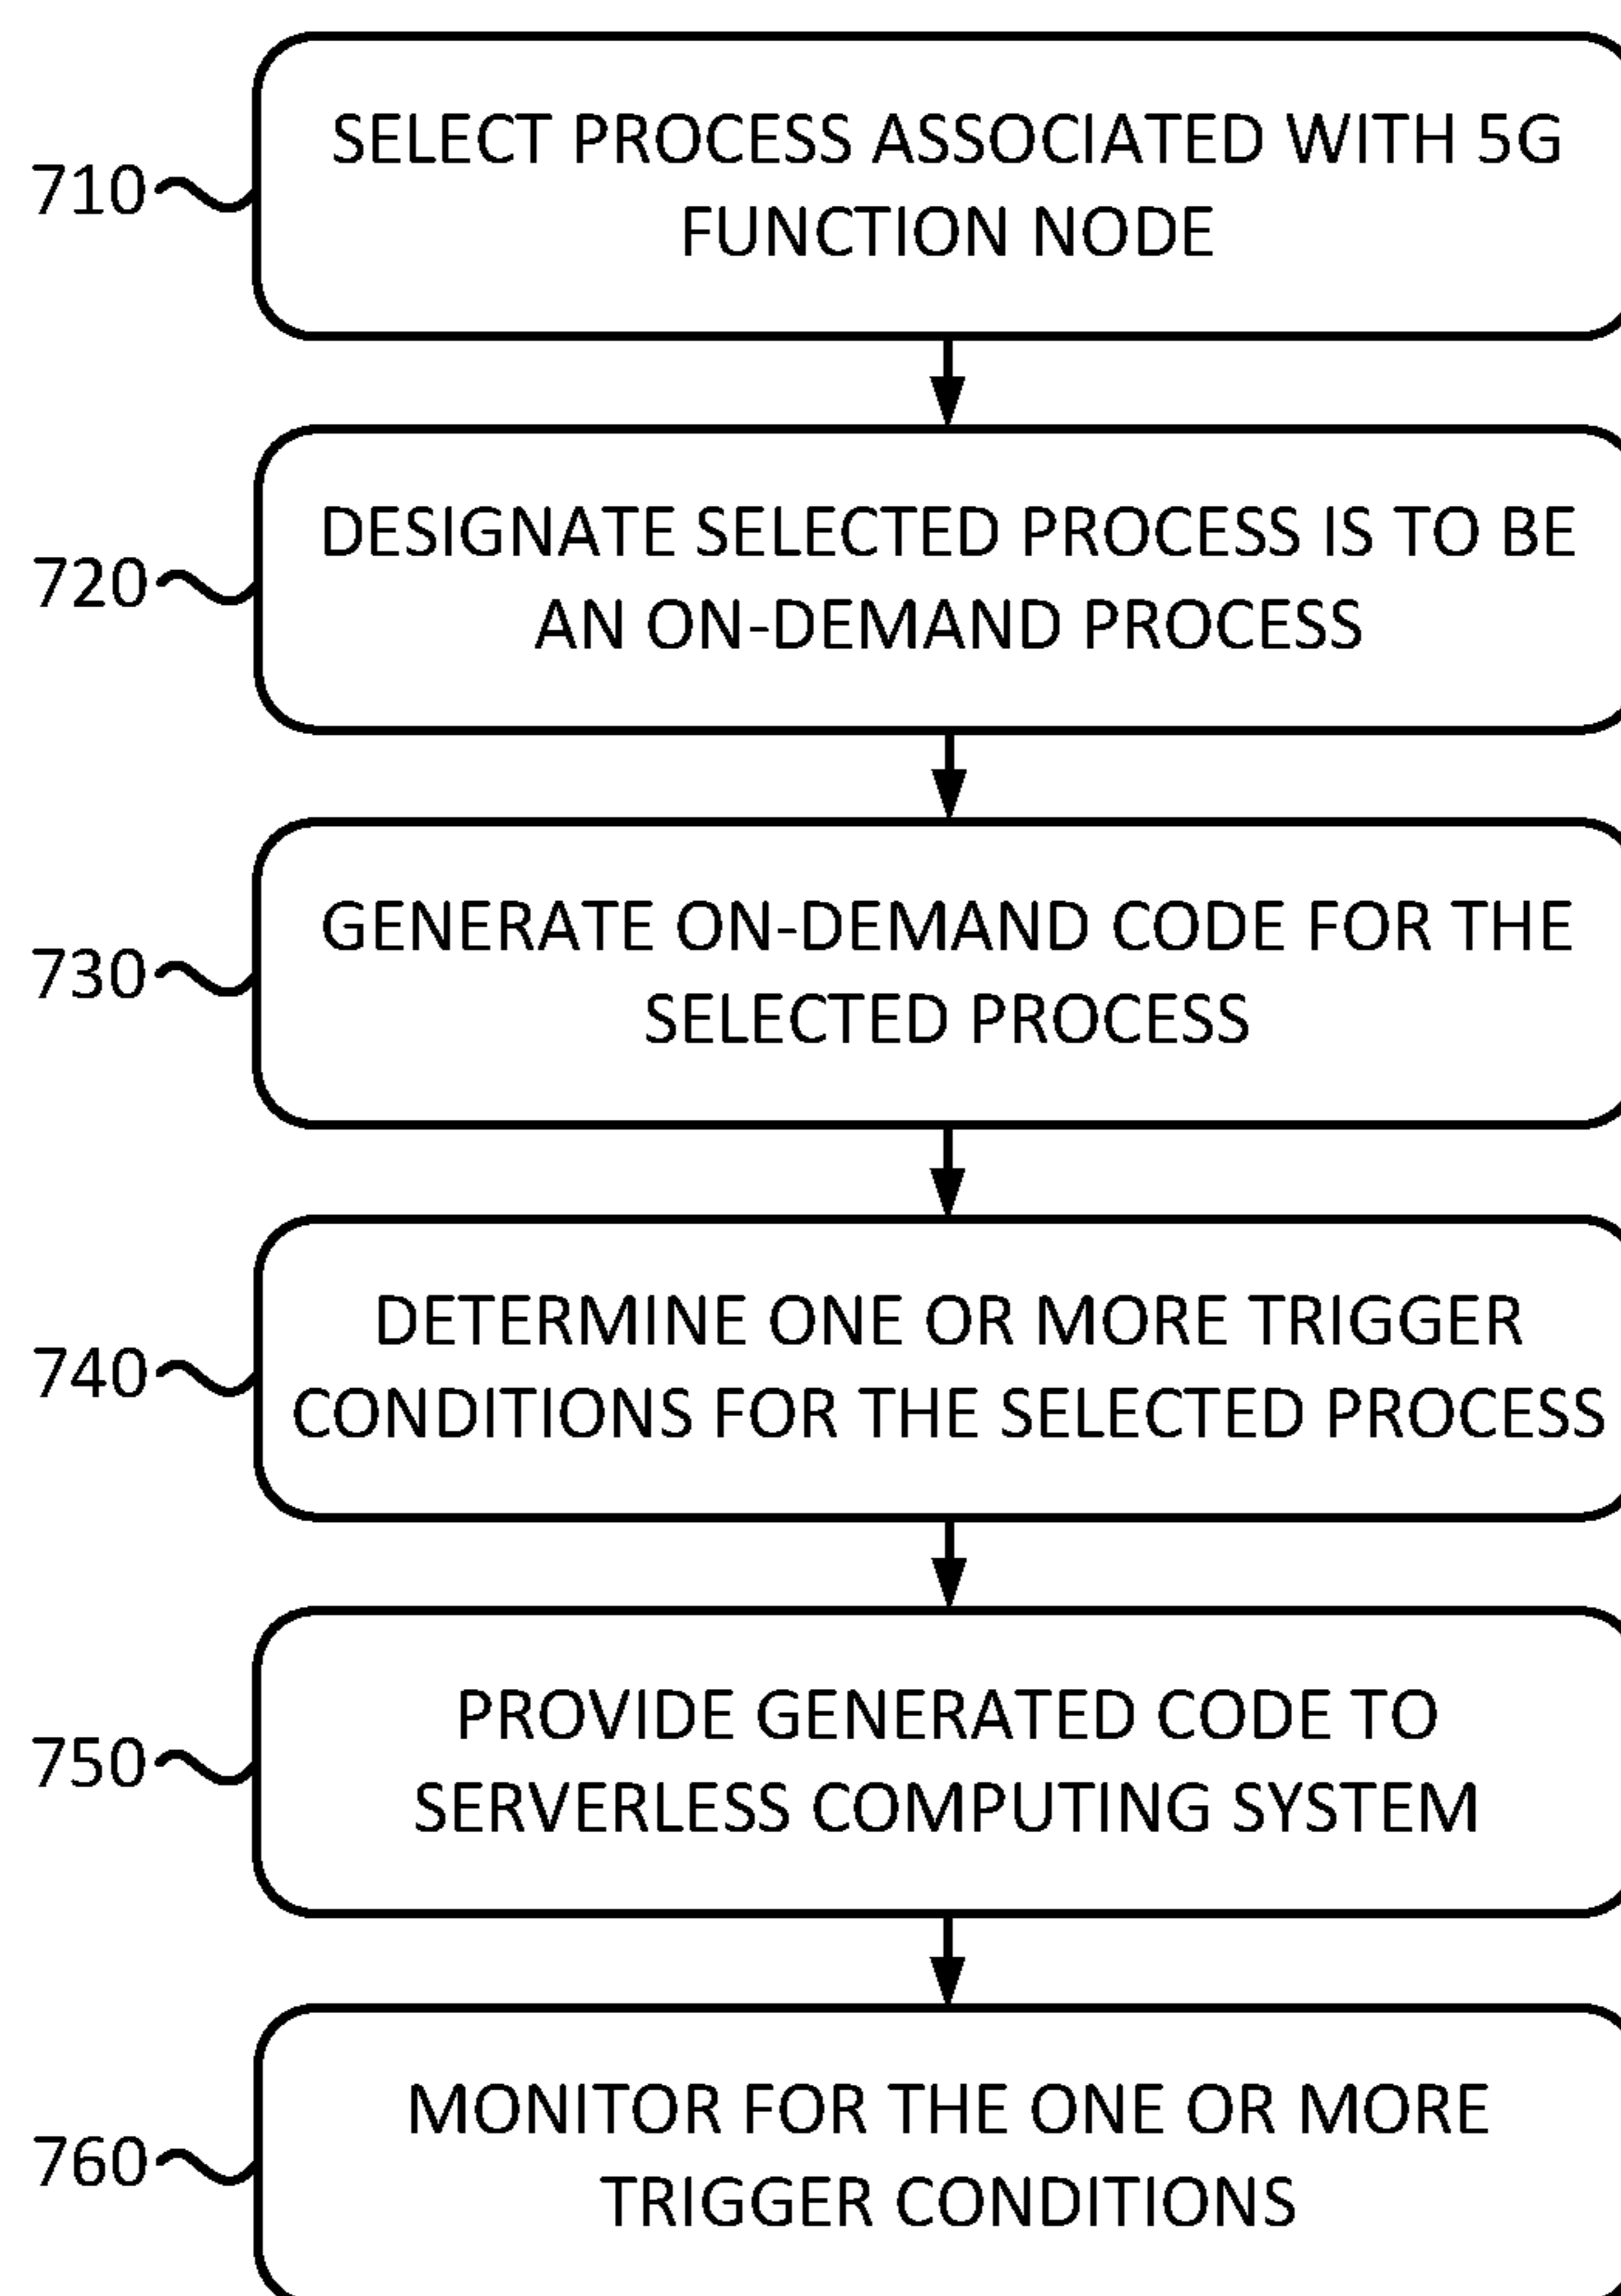 710
SELECT PROCESS ASSOCIATED WITH 5G
FUNCTION NODE
720
DESIGNATE SELECTED PROCESS IS TO BE
AN ON-DEMAND PROCESS
730
GENERATE ON-DEMAND CODE FOR THE
SELECTED PROCESS
740
DETERMINE ONE OR MORE TRIGGER
CONDITIONS FOR THE SELECTED PROCESS
750
PROVIDE GENERATED CODE TO
SERVERLESS COMPUTING SYSTEM
760
MONITOR FOR THE ONE OR MORE
TRIGGER CONDITIONS